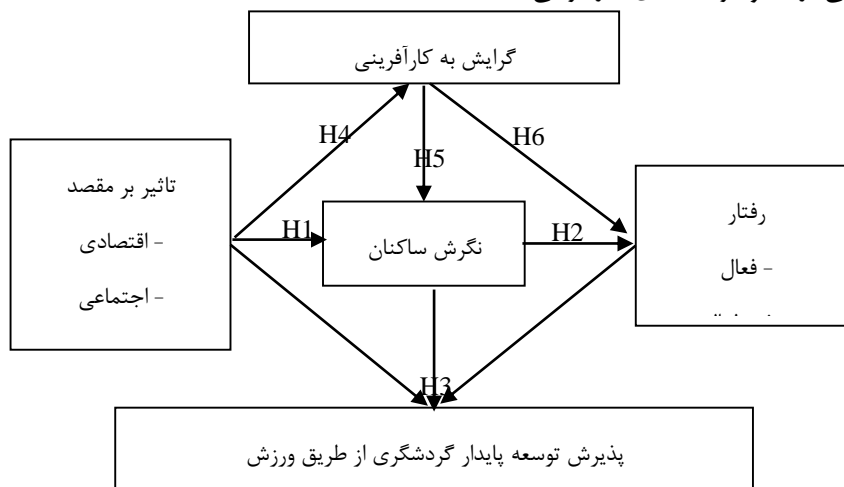 گرایش به کارآفرینی
H4
H6
H5
تاثیر بر مقصد
- اقتصادی
- اجتماعی
H1
نگرش ساکنان
H2
رفتار
- فعال
H3
پذیرش توسعه پایدار گردشگری از طریق ورزش